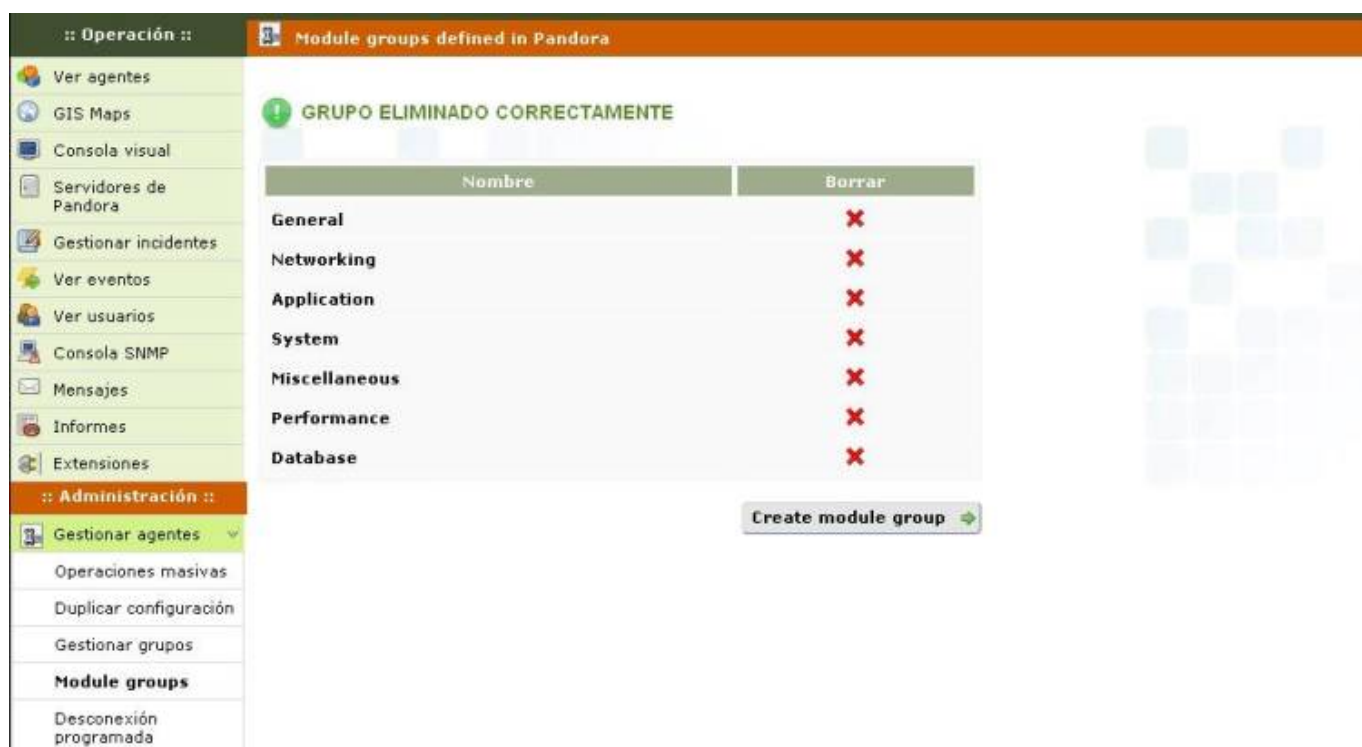 :: Operación ::
Module groups defined in Pandora
Ver agentes
GIS Maps
Consola visual
Servidores de
Pandora
Gestionar incidentes
Ver eventos
Ver usuarios
Consola SNMP
Mensajes
Informes
Extensiones
:: Administración ::
Gestionar agentes
Operaciones masivas
Duplicar configuración
Gestionar grupos
Module groups
Desconexión
programada
GRUPO ELIMINADO CORRECTAMENTE
Nombre Borrar
General
Networking
Application
System
Miscellaneous
Performance
Database
Create module group